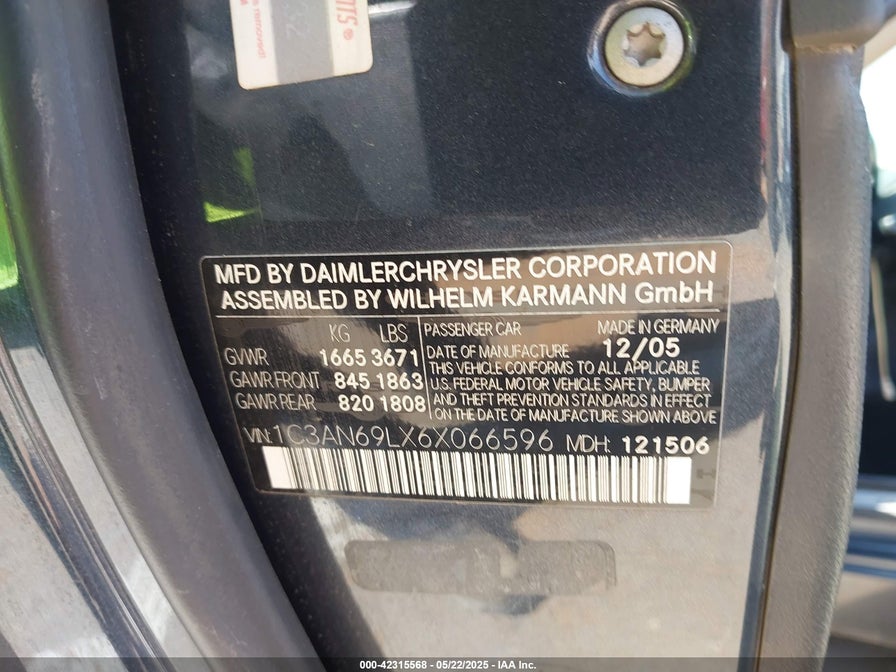 NTS®
s removed!
MFD BY DAIMLERCHRYSLER CORPORATION
ASSEMBLED BY WILHELM KARMANN GmbH
KG LBS
GVWR 1665 3671
GAWR FRONT 845 1863
GAWR REAR 820 1808
PASSENGER CAR MADE IN GERMANY
DATE OF MANUFACTURE 12/05
THIS VEHICLE CONFORMS TO ALL APPLICABLE
U.S. FEDERAL MOTOR VEHICLE SAFETY, BUMPER
AND THEFT PREVENTION STANDARDS IN EFFECT
ON THE DATE OF MANUFACTURE SHOWN ABOVE
VIN: 1C3AN69LX6X066596 MDH: 121506
000-42315568 - 05/22/2025 - IAA Inc.